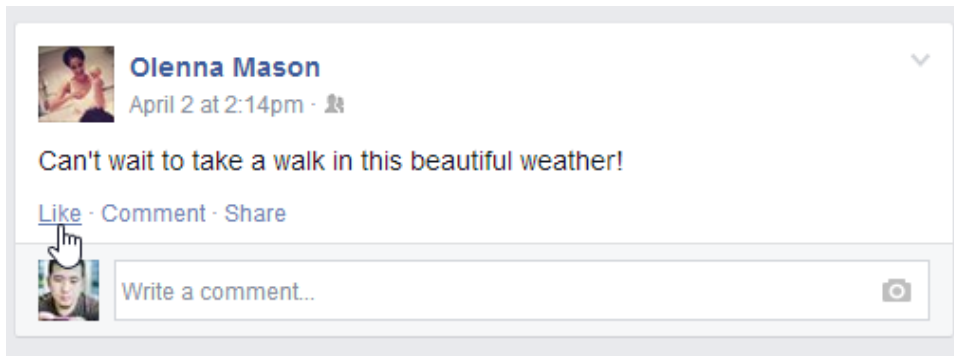 Olenna Mason
April 2 at 2:14pm ·
Can't wait to take a walk in this beautiful weather!
Like · Comment · Share
Write a comment...